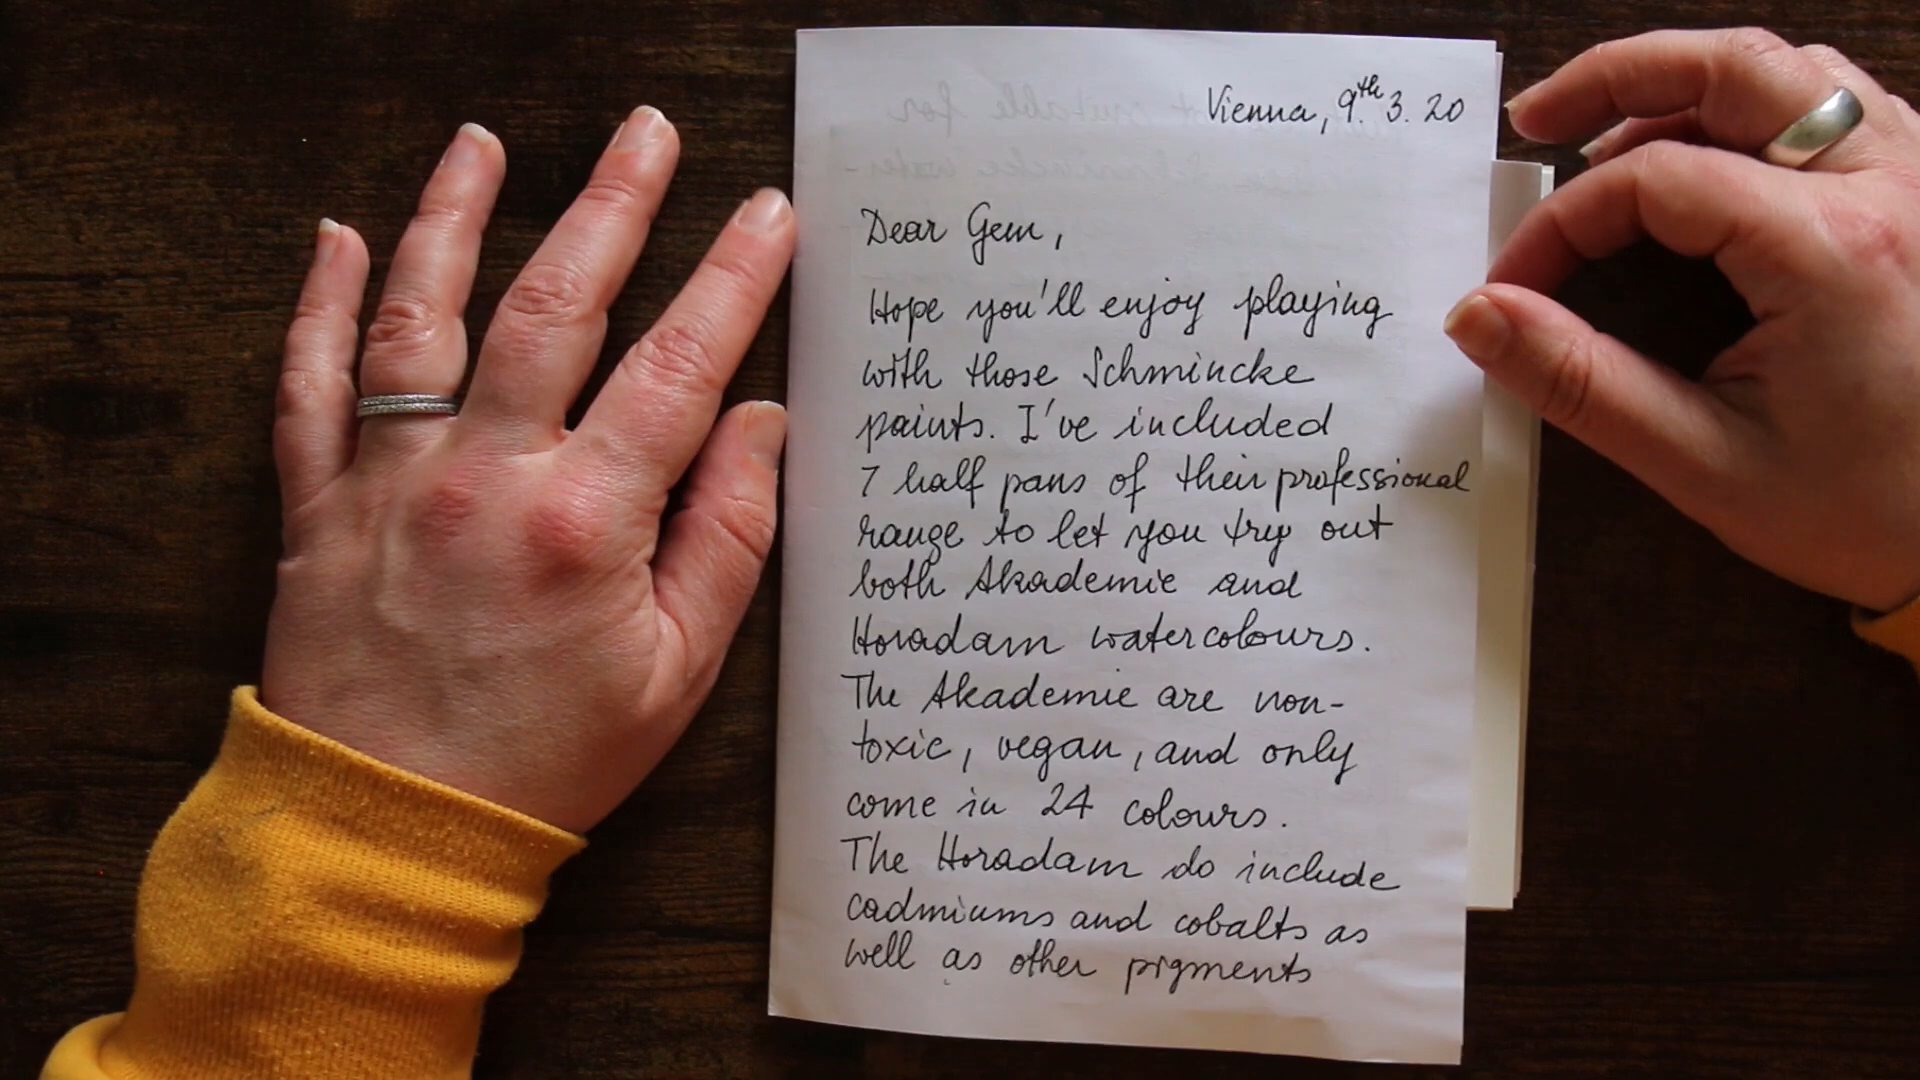 Vienna, 9th. 3. 20
Dear Gem,
Hope you'll enjoy playing
with those Schmincke
paints. I've included
7 half pans of their professional
range to let you try out
both Akademie and
Horadam watercolours.
The Akademie are non-
toxic, vegan, and only
come in 24 colours.
The Horadam do include
cadmiums and cobalts as
well as other pigments